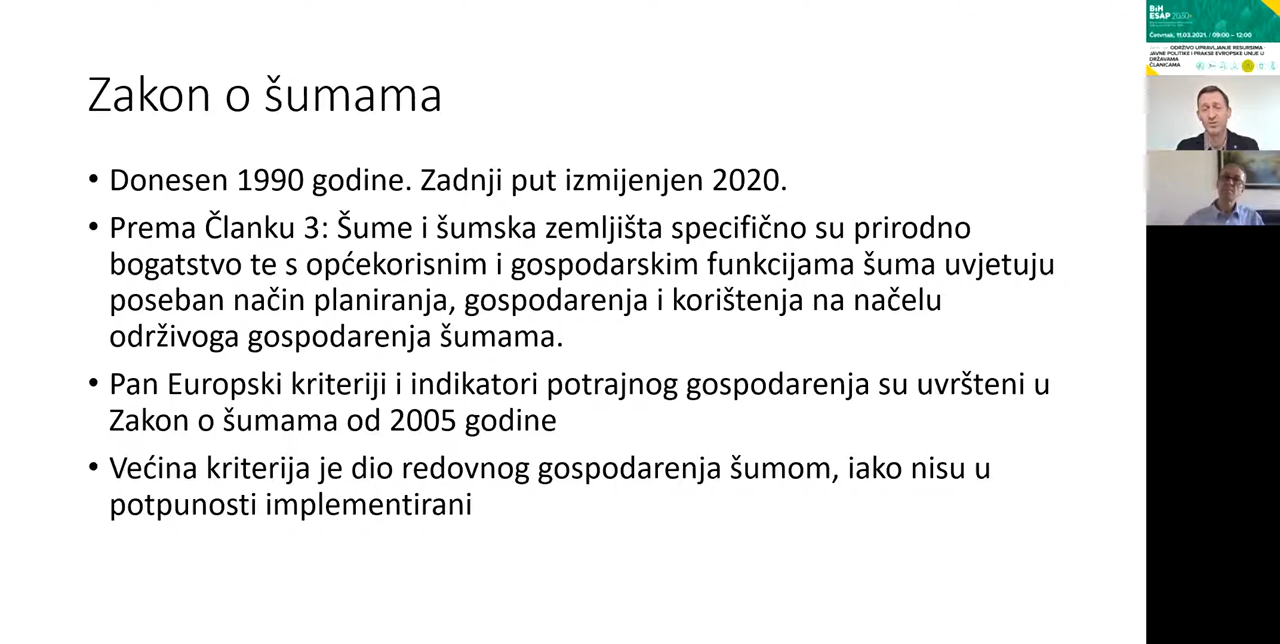 Zakon o šumama
• Donesen 1990 godine. Zadnji put izmijenjen 2020.
• Prema Članku 3: Šume i šumska zemljišta specifično su prirodno
bogatstvo te s općekorisnim i gospodarskim funkcijama šuma uvjetuju
poseban način planiranja, gospodarenja i korištenja na načelu
održivoga gospodarenja šumama.
• Pan Europski kriteriji i indikatori potrajnog gospodarenja su uvršteni u
Zakon o šumama od 2005 godine
• Većina kriterija je dio redovnog gospodarenja šumom, iako nisu u
potpunosti implementirani
BiH
ESAP 2030+
Četvrtak, 11.03.2021. / 09:00 – 12:00
ODRŽIVO UPRAVLJANJE RESURSIMA -
JAVNE POLITIKE I PRAKSE EVROPSKE UNIJE U
DRŽAVAMA
ČLANICAMA